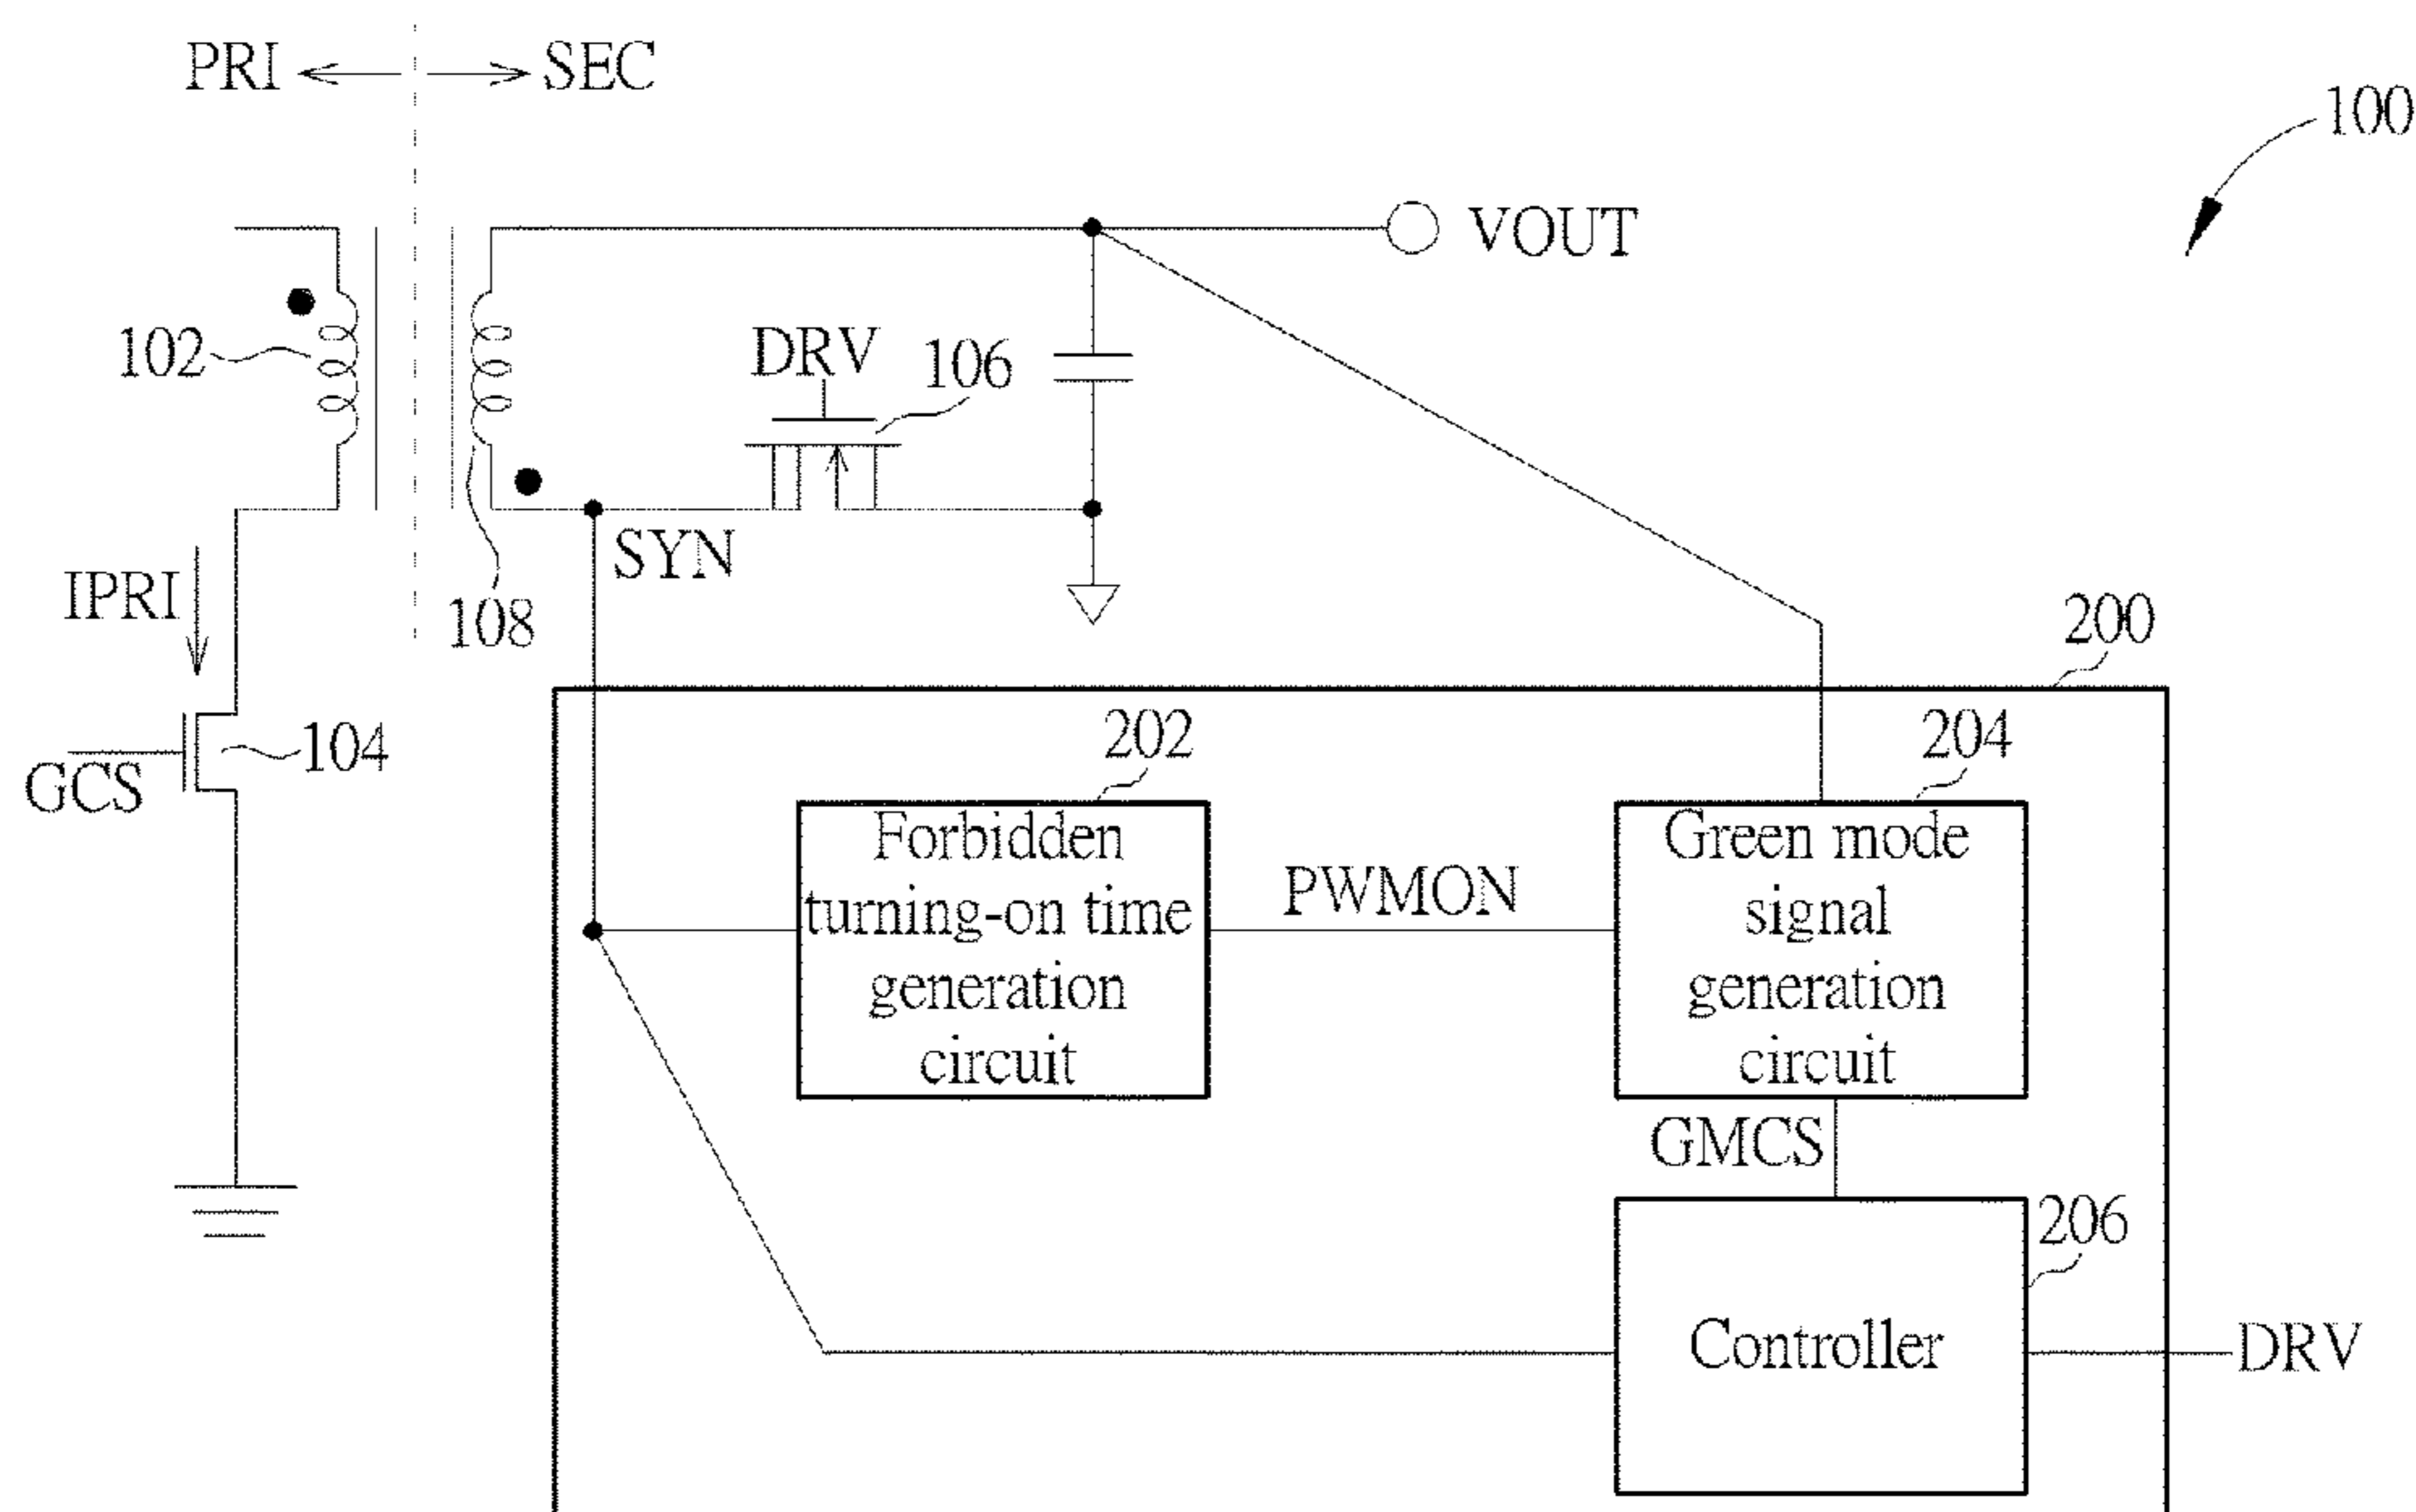 PRI
SEC
100
VOUT
102
DRV
106
SYN
IPRI
108
200
GCS
104
202
204
Forbidden
turning-on time
generation
circuit
PWMON
Green mode
signal
generation
circuit
GMCS
206
Controller
DRV